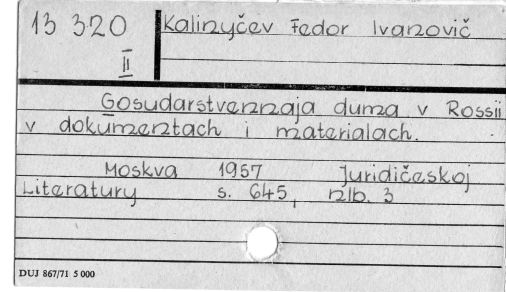 13 320
II
Kalinyčev Fedor Ivanovič
Gosudarstvennaja duma v Rossii
v dokumentach i materialach.
Moskva 1957 Juridičeskoj
Literatury s. 645, nlb. 3
DUJ 867/71 5 000